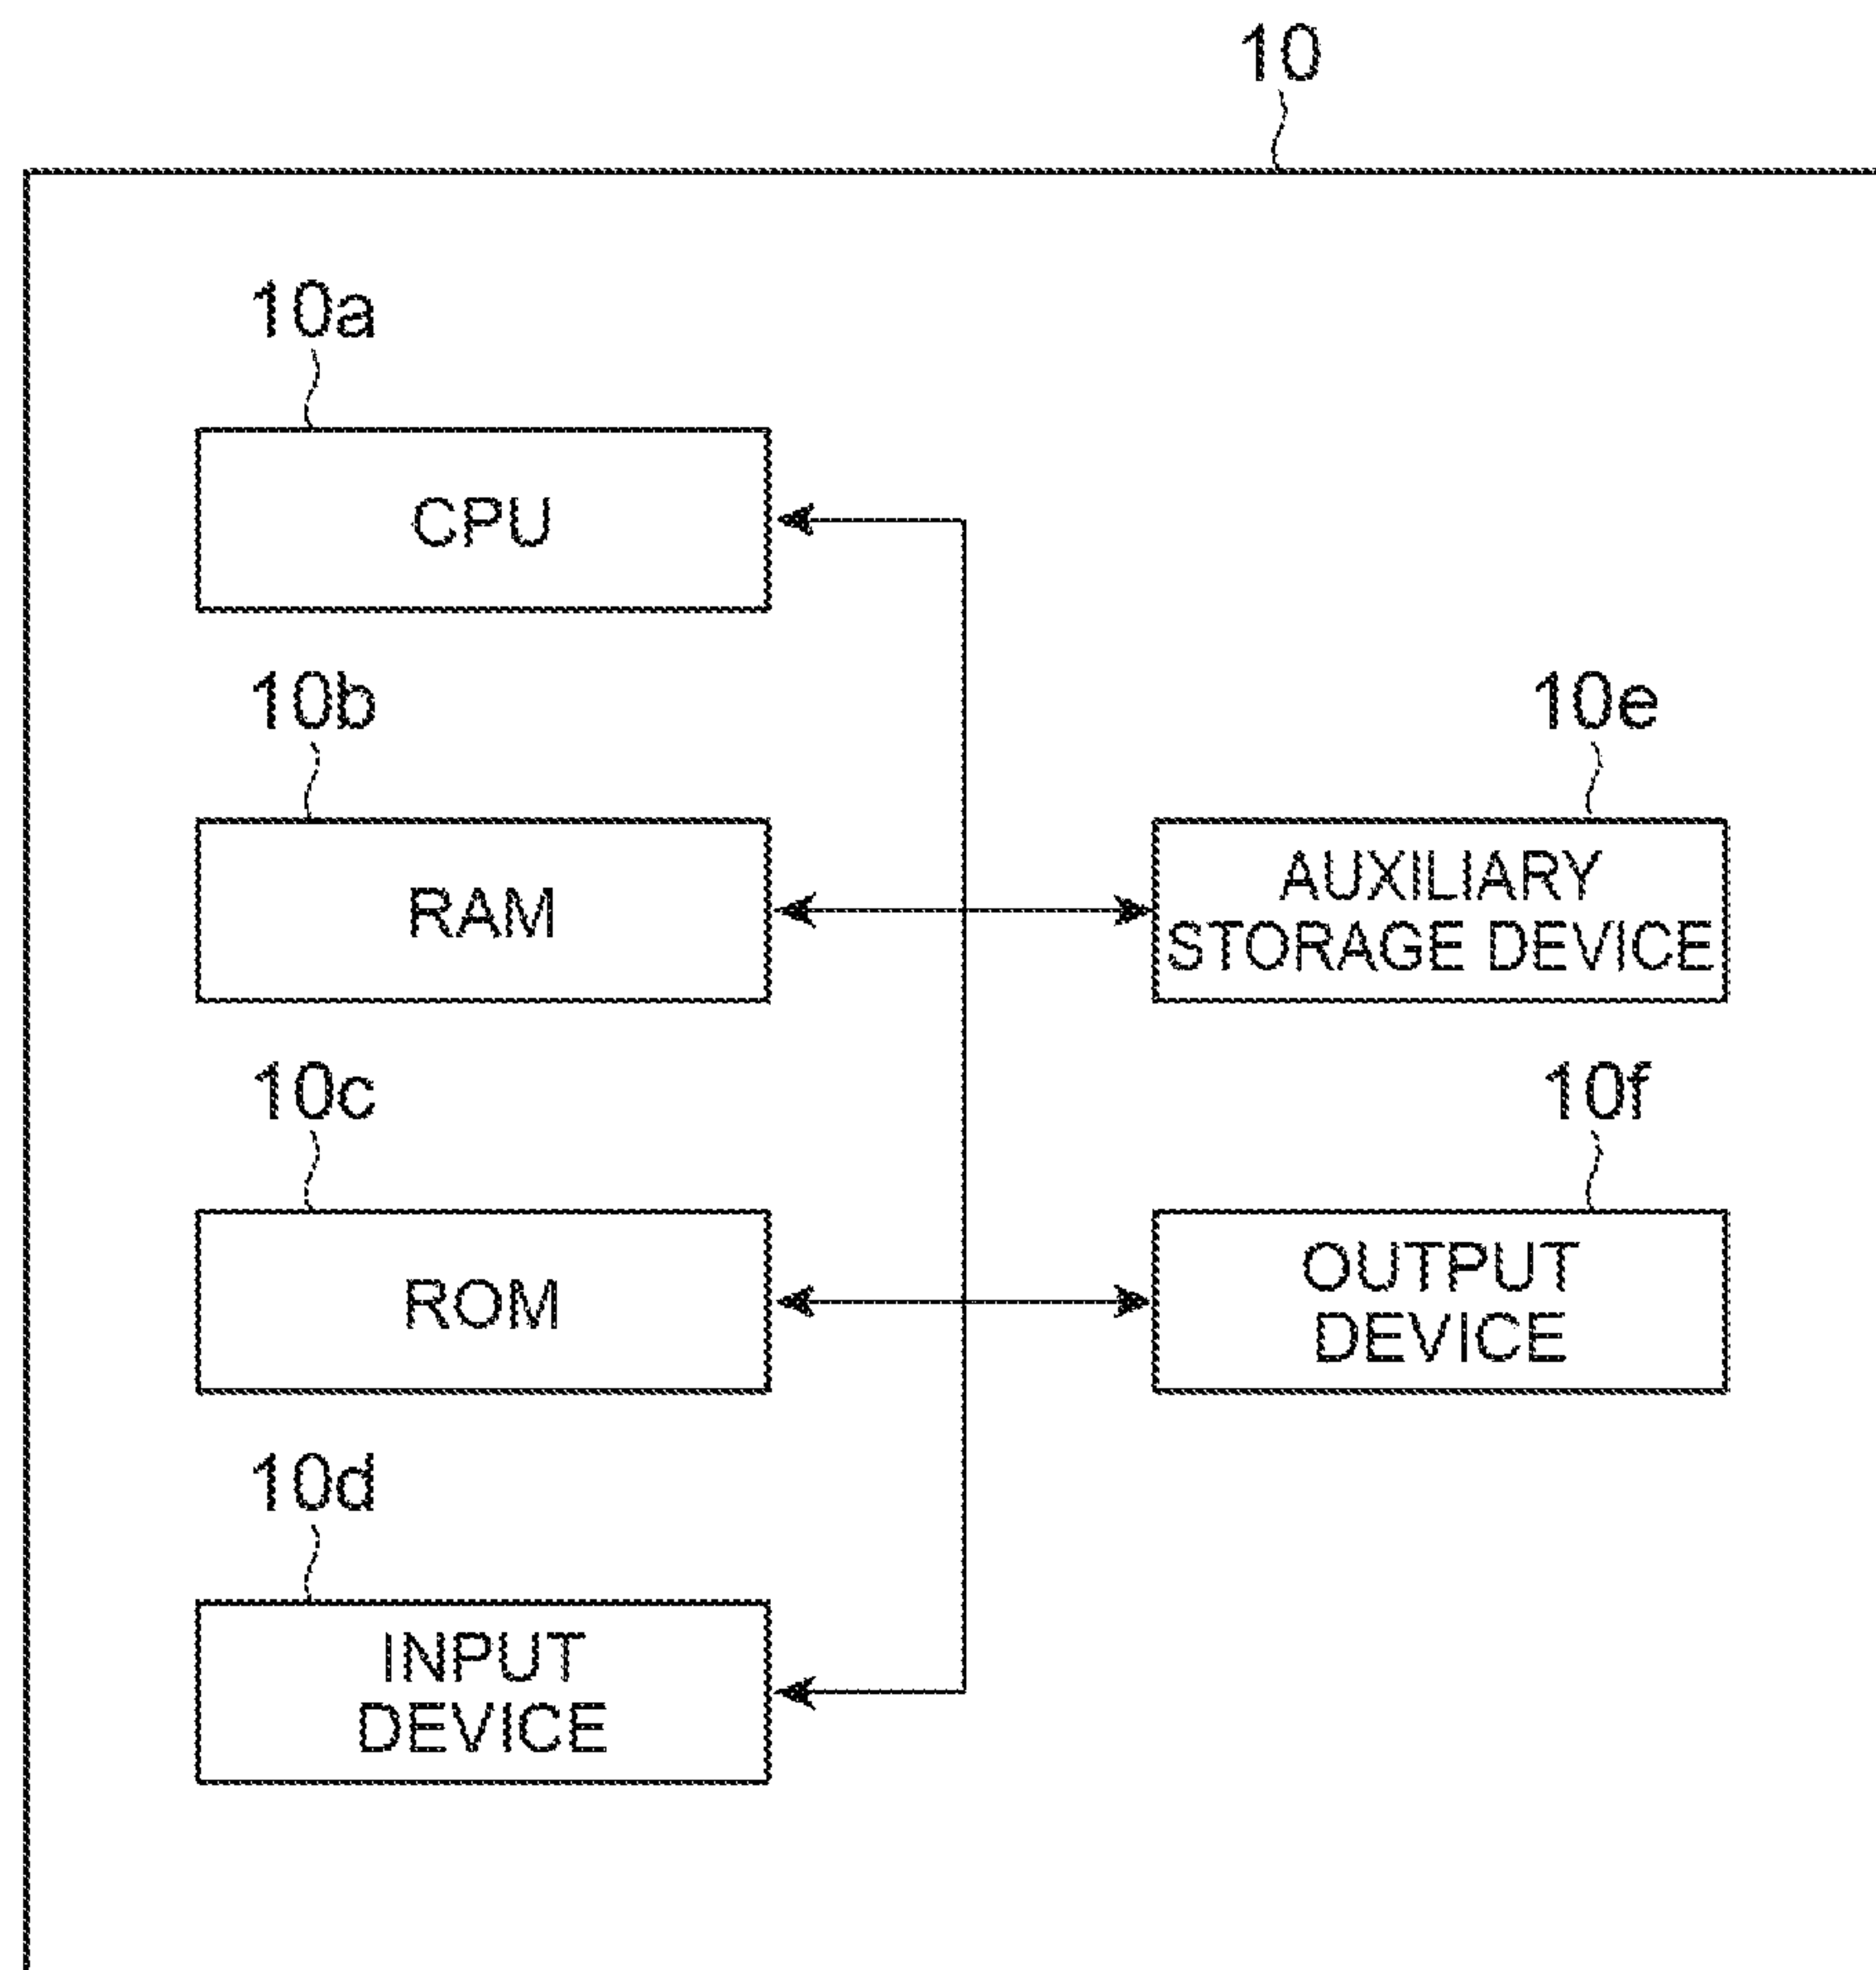 10
10a
CPU
10b
RAM
10e
AUXILIARY
STORAGE DEVICE
10c
ROM
10f
OUTPUT
DEVICE
10d
INPUT
DEVICE